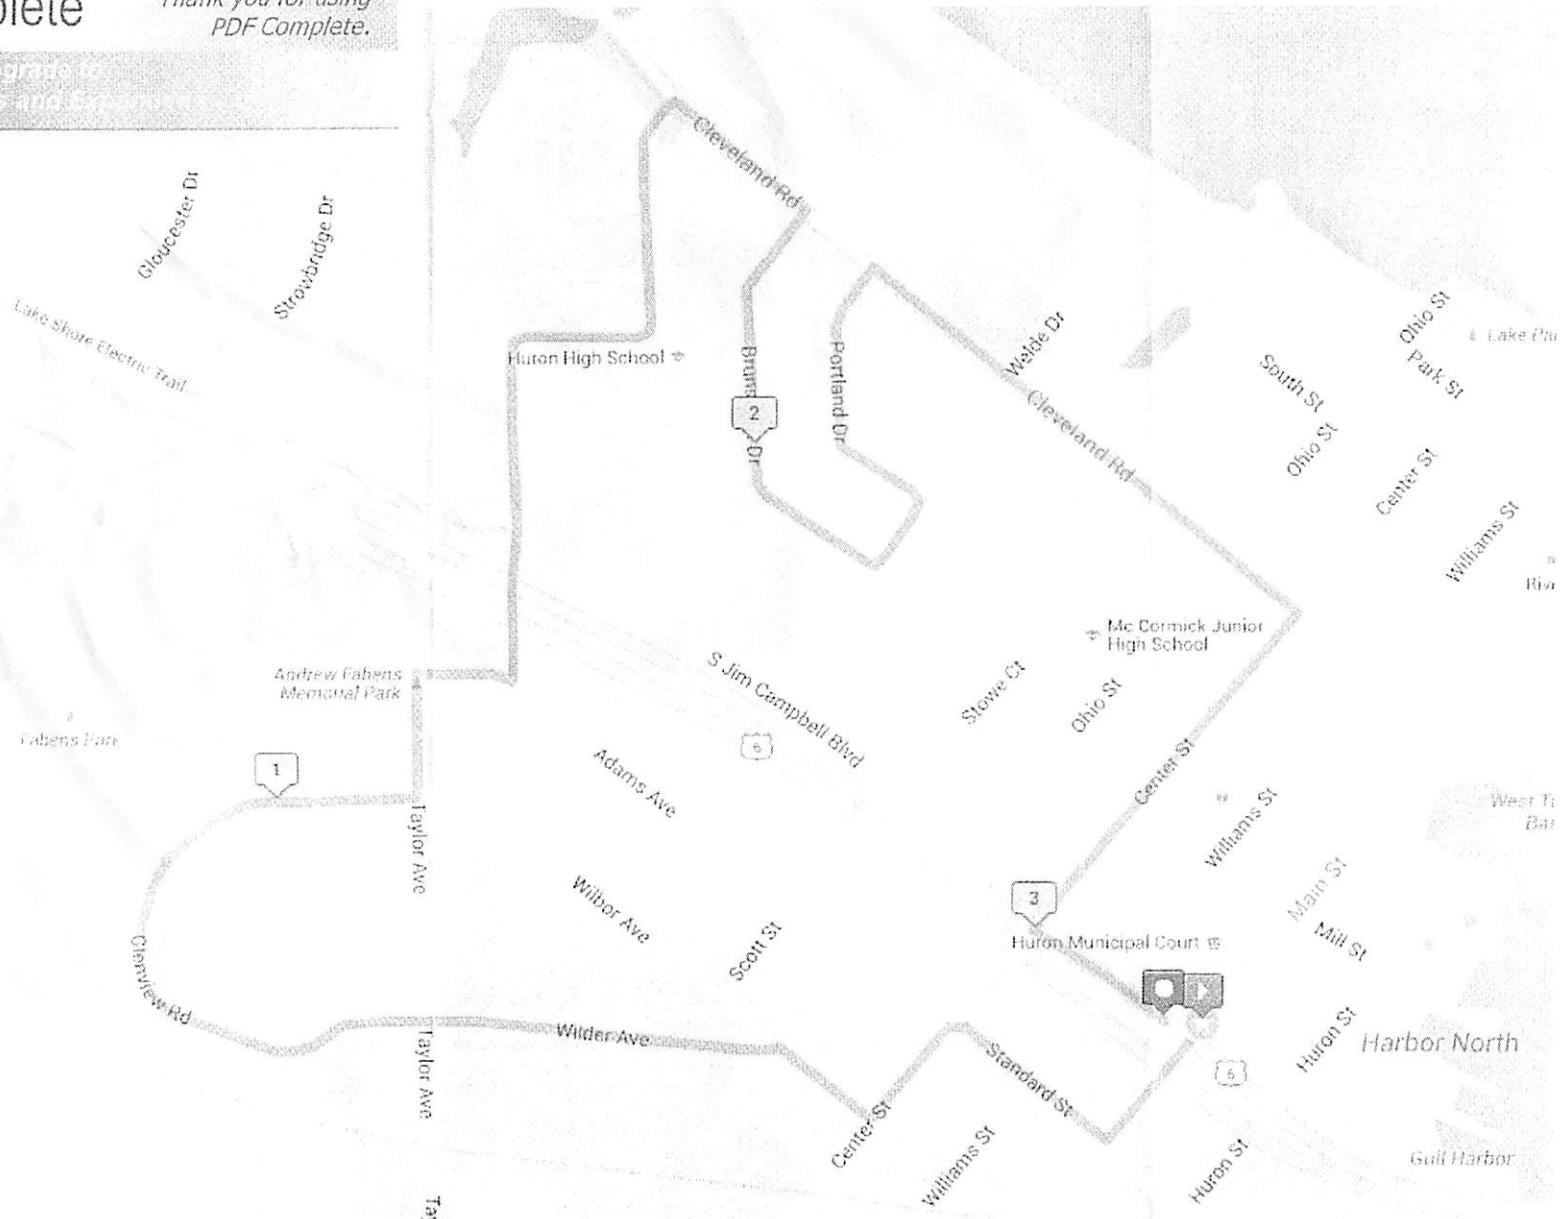 Thank you for using
PDF Complete.
Gloucester Dr
Strowbridge Dr
Lake Shore Electric Trail
Cleveland Rd
Huron High School
2
Dr
Portland Dr
Welde Dr
Cleveland Rd
Ohio St
Park St
South St
Ohio St
Center St
Williams St
Mc Cormick Junior
High School
Andrew Fabens
Memorial Park
Fabens Park
S Jim Campbell Blvd
6
Stowe Ct
Ohio St
1
Adams Ave
Center St
Williams St
Taylor Ave
Wilbor Ave
Scott St
3
Main St
Mill St
Huron Municipal Court
Glenview Rd
Wilder Ave
Taylor Ave
Standard St
6
Huron St
Harbor North
Center St
Williams St
Huron St
Gull Harbor